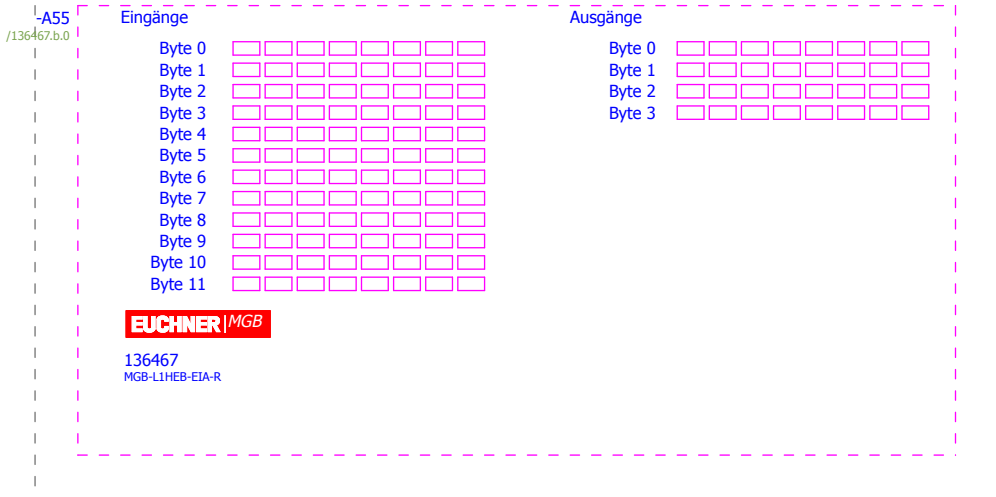 -A55
/136467.b.0
Eingänge
Byte 0
Byte 1
Byte 2
Byte 3
Byte 4
Byte 5
Byte 6
Byte 7
Byte 8
Byte 9
Byte 10
Byte 11
Ausgänge
Byte 0
Byte 1
Byte 2
Byte 3
EUCHNER MGB
136467
MGB-L1HEB-EIA-R